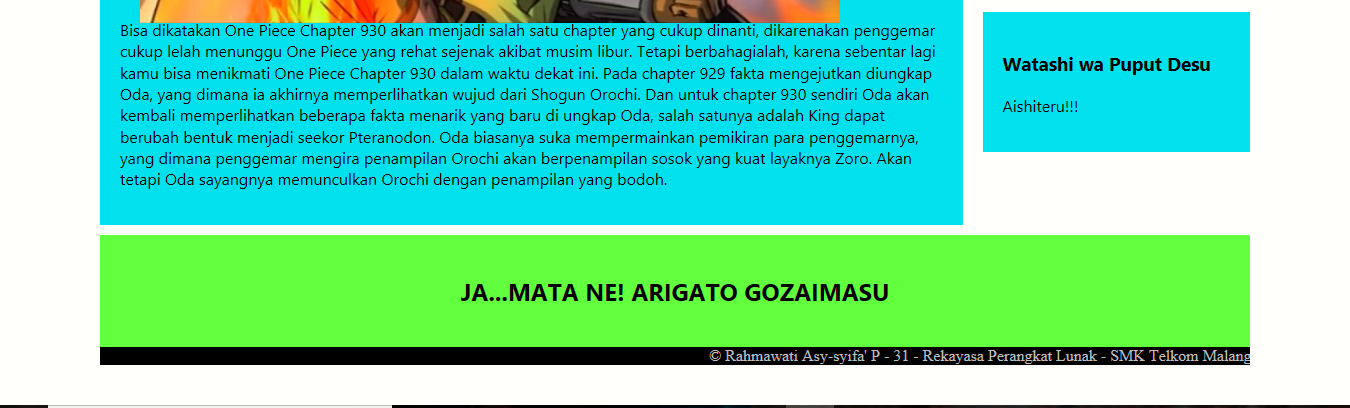 Bisa dikatakan One Piece Chapter 930 akan menjadi salah satu chapter yang cukup dinanti, dikarenakan penggemar
cukup lelah menunggu One Piece yang rehat sejenak akibat musim libur. Tetapi berbahagialah, karena sebentar lagi
kamu bisa menikmati One Piece Chapter 930 dalam waktu dekat ini. Pada chapter 929 fakta mengejutkan diungkap
Oda, yang dimana ia akhirnya memperlihatkan wujud dari Shogun Orochi. Dan untuk chapter 930 sendiri Oda akan
kembali memperlihatkan beberapa fakta menarik yang baru di ungkap Oda, salah satunya adalah King dapat
berubah bentuk menjadi seekor Pteranodon. Oda biasanya suka mempermainkan pemikiran para penggemarnya,
yang dimana penggemar mengira penampilan Orochi akan berpenampilan sosok yang kuat layaknya Zoro. Akan
tetapi Oda sayangnya memunculkan Orochi dengan penampilan yang bodoh.
Watashi wa Puput Desu
Aishiteru!!!
JA...MATA NE! ARIGATO GOZAIMASU
© Rahmawati Asy-syifa' P - 31 - Rekayasa Perangkat Lunak - SMK Telkom Malang